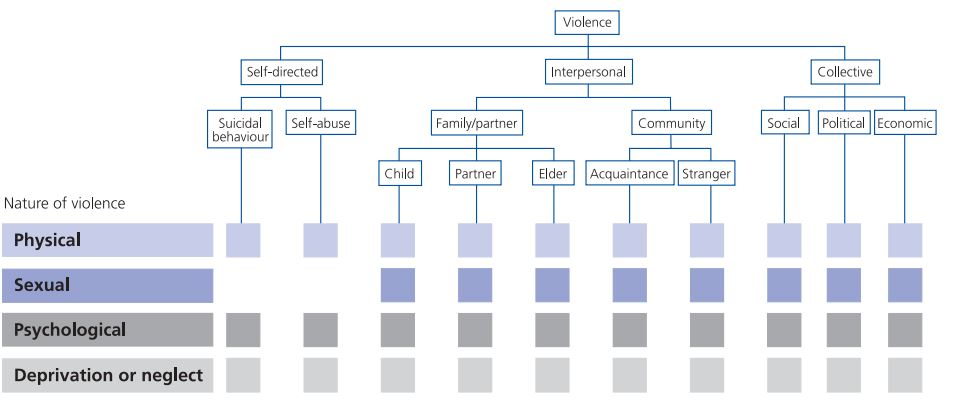 Violence
Self-directed
Interpersonal
Collective
Suicidal
behaviour
Self-abuse
Family/partner
Community
Social
Political
Economic
Child
Partner
Elder
Acquaintance
Stranger
Nature of violence
Physical
Sexual
Psychological
Deprivation or neglect